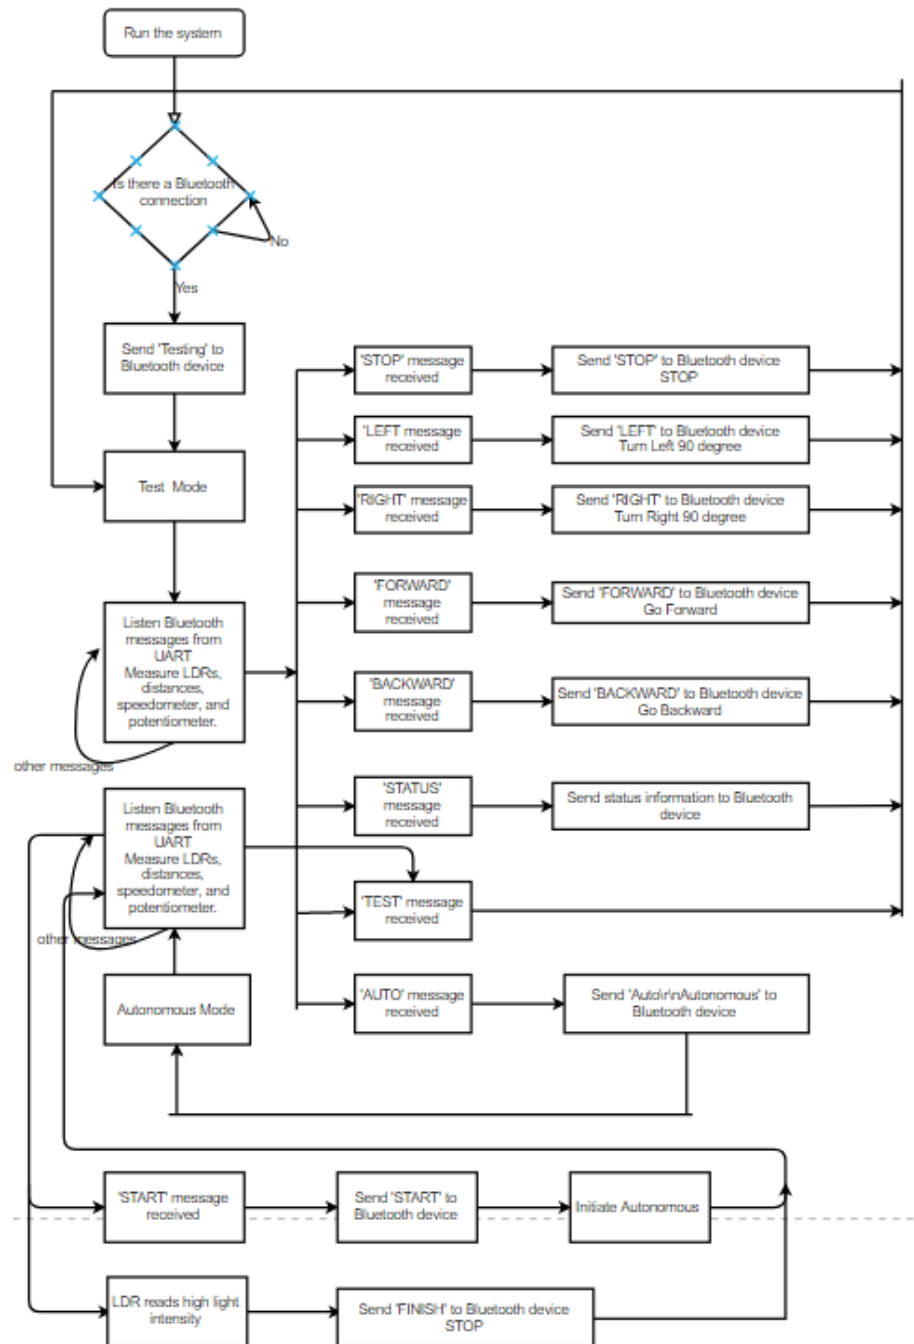 Run the system
Is there a Bluetooth
connection
No
Yes
Send 'Testing' to
Bluetooth device
Test Mode
Listen Bluetooth
messages from
UART
Measure LDRs,
distances,
speedometer, and
potentiometer.
other messages
'STOP' message
received
Send 'STOP' to Bluetooth device
STOP
'LEFT message
received
Send 'LEFT' to Bluetooth device
Turn Left 90 degree
'RIGHT' message
received
Send 'RIGHT' to Bluetooth device
Turn Right 90 degree
'FORWARD'
message
received
Send 'FORWARD' to Bluetooth device
Go Forward
'BACKWARD'
message
received
Send 'BACKWARD' to Bluetooth device
Go Backward
'STATUS'
message
received
Send status information to Bluetooth
device
'TEST' message
received
'AUTO' message
received
Send 'Auto\r\nAutonomous' to
Bluetooth device
Listen Bluetooth
messages from
UART
Measure LDRs,
distances,
speedometer, and
potentiometer.
other messages
Autonomous Mode
'START' message
received
Send 'START' to
Bluetooth device
Initiate Autonomous
LDR reads high light
intensity
Send 'FINISH' to Bluetooth device
STOP